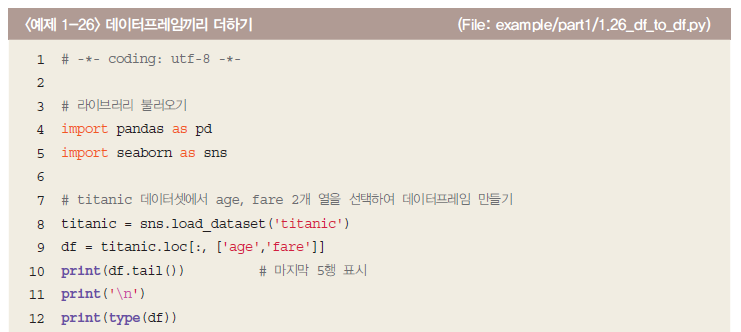 〈예제 1-26〉 데이터프레임끼리 더하기 (File: example/part1/1.26_df_to_df.py)
1 # -*- coding: utf-8 -*-
2
3 # 라이브러리 불러오기
4 import pandas as pd
5 import seaborn as sns
6
7 # titanic 데이터셋에서 age, fare 2개 열을 선택하여 데이터프레임 만들기
8 titanic = sns.load_dataset('titanic')
9 df = titanic.loc[:, ['age','fare']]
10 print(df.tail()) # 마지막 5행 표시
11 print('\n')
12 print(type(df))